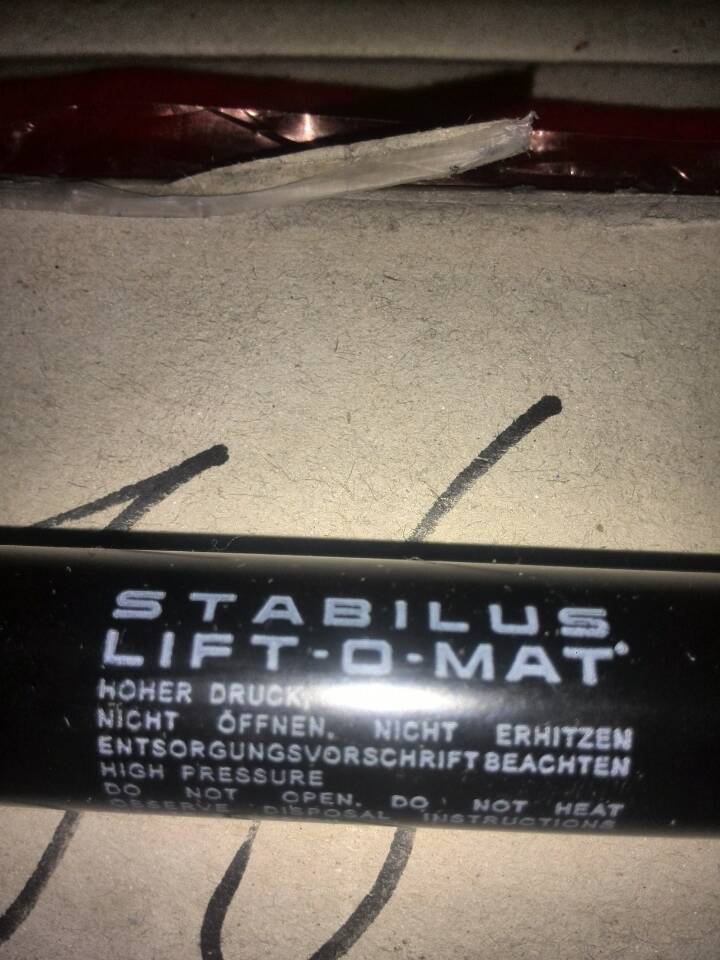 STABILUS
LIFT-O-MAT®
HOHER DRUCK,
NICHT ÖFFNEN. NICHT ERHITZEN
ENTSORGUNGSVORSCHRIFT BEACHTEN
HIGH PRESSURE
DO NOT OPEN. DO NOT HEAT
OBSERVE DISPOSAL INSTRUCTIONS